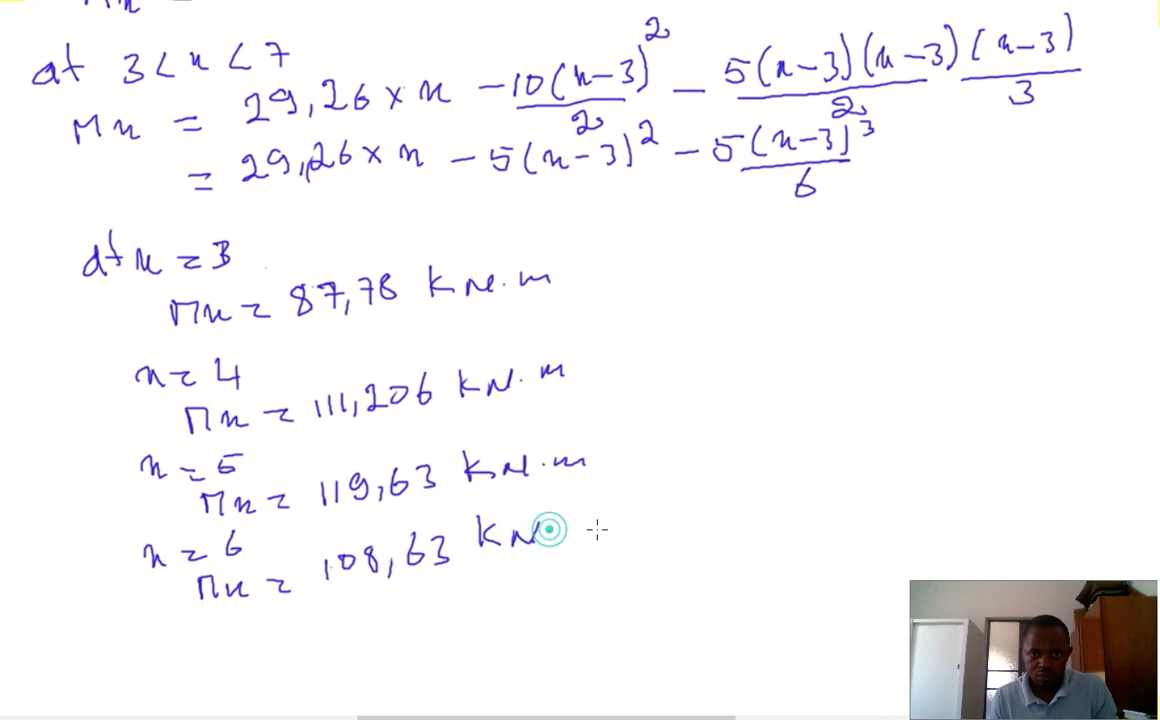 at 3 < x < 7
Mx = 29,26 × x - 10(x-3)²/2 - 5(x-3)(x-3)/2 (x-3)/3
= 29,26 × x - 5(x-3)² - 5(x-3)³/6
at x = 3
Mx = 87,78 kN.m
x = 4
Mx = 111,206 kN.m
x = 5
Mx = 119,63 kN.m
x = 6
Mx = 108,63 kN